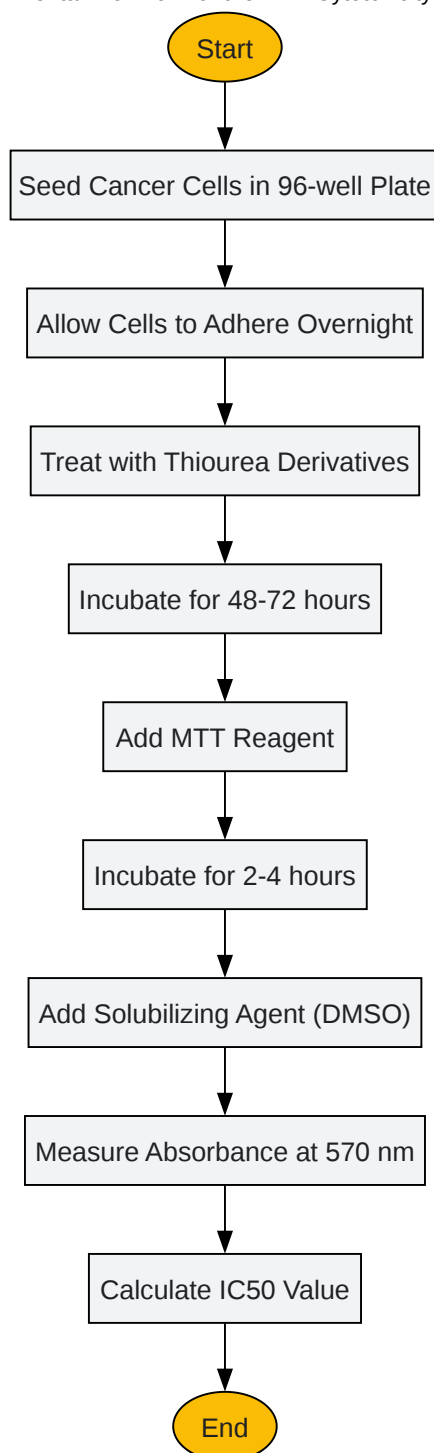 Start
Seed Cancer Cells in 96-well Plate
Allow Cells to Adhere Overnight
Treat with Thiourea Derivatives
Incubate for 48-72 hours
Add MTT Reagent
Incubate for 2-4 hours
Add Solubilizing Agent (DMSO)
Measure Absorbance at 570 nm
Calculate IC50 Value
End